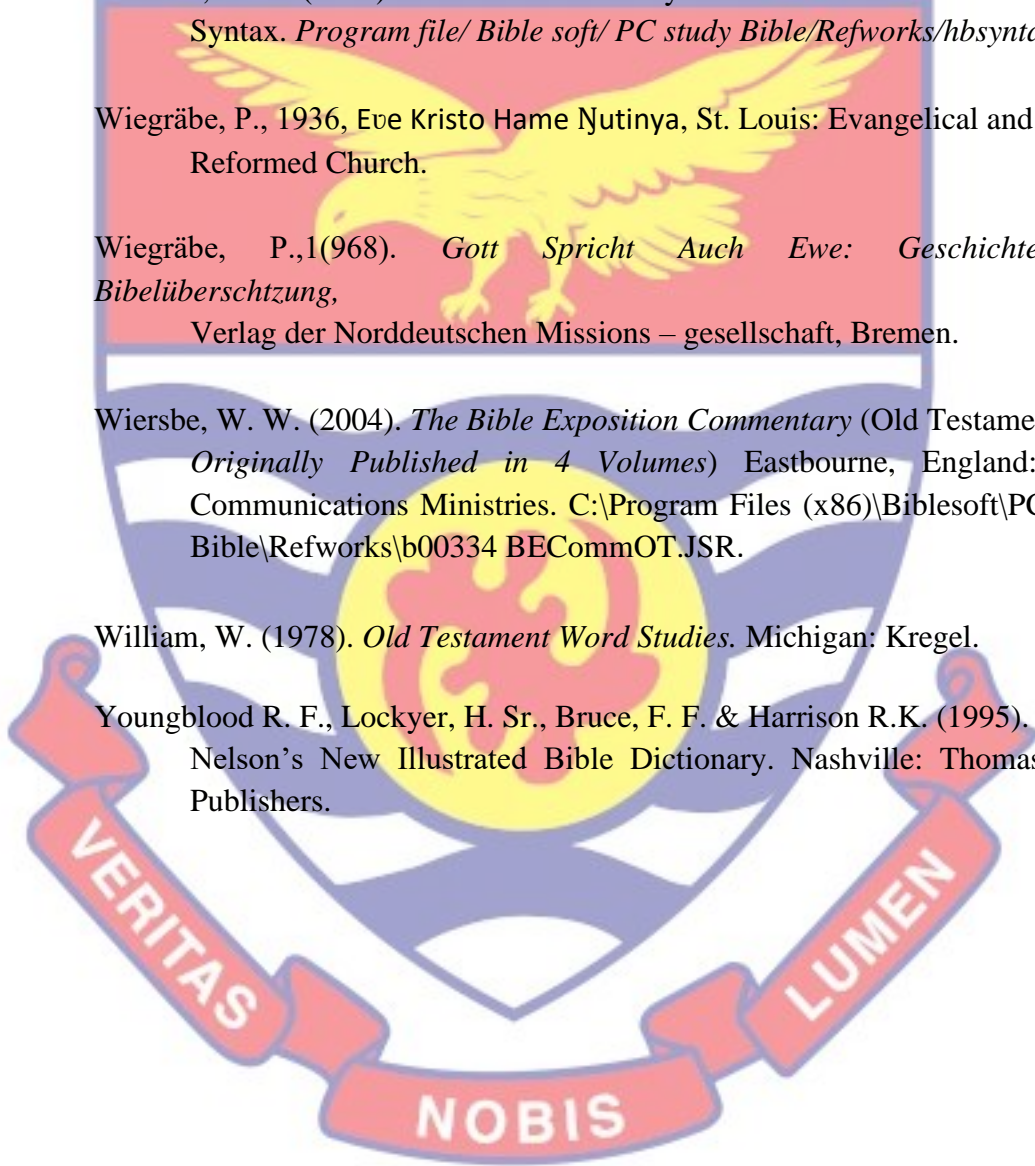 Syntax. Program file/ Bible soft/ PC study Bible/Refworks/hbsynta
Wiegräbe, P., 1936, Eʋe Kristo Hame Ŋutinya, St. Louis: Evangelical and
Reformed Church.
Wiegräbe, P.,1(968). Gott Spricht Auch Ewe: Geschichte
Bibelüberschtzung,
Verlag der Norddeutschen Missions – gesellschaft, Bremen.
Wiersbe, W. W. (2004). The Bible Exposition Commentary (Old Testame
Originally Published in 4 Volumes) Eastbourne, England:
Communications Ministries. C:\Program Files (x86)\Biblesoft\PC
Bible\Refworks\b00334 BECommOT.JSR.
William, W. (1978). Old Testament Word Studies. Michigan: Kregel.
Youngblood R. F., Lockyer, H. Sr., Bruce, F. F. & Harrison R.K. (1995).
Nelson’s New Illustrated Bible Dictionary. Nashville: Thomas
Publishers.
VERITAS
NOBIS
LUMEN